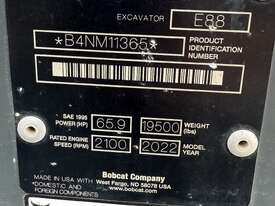 EXCAVATOR E88
*B4NM11365*
PRODUCT
IDENTIFICATION
NUMBER
SAE 1995
POWER (HP) 65.9 19500 WEIGHT
(lbs)
RATED ENGINE
SPEED (RPM) 2100 2022 MODEL
YEAR
Bobcat Company
West Fargo, ND 58078 USA
www.bobcat.com
MADE IN USA WITH
*DOMESTIC AND
FOREIGN COMPONENTS